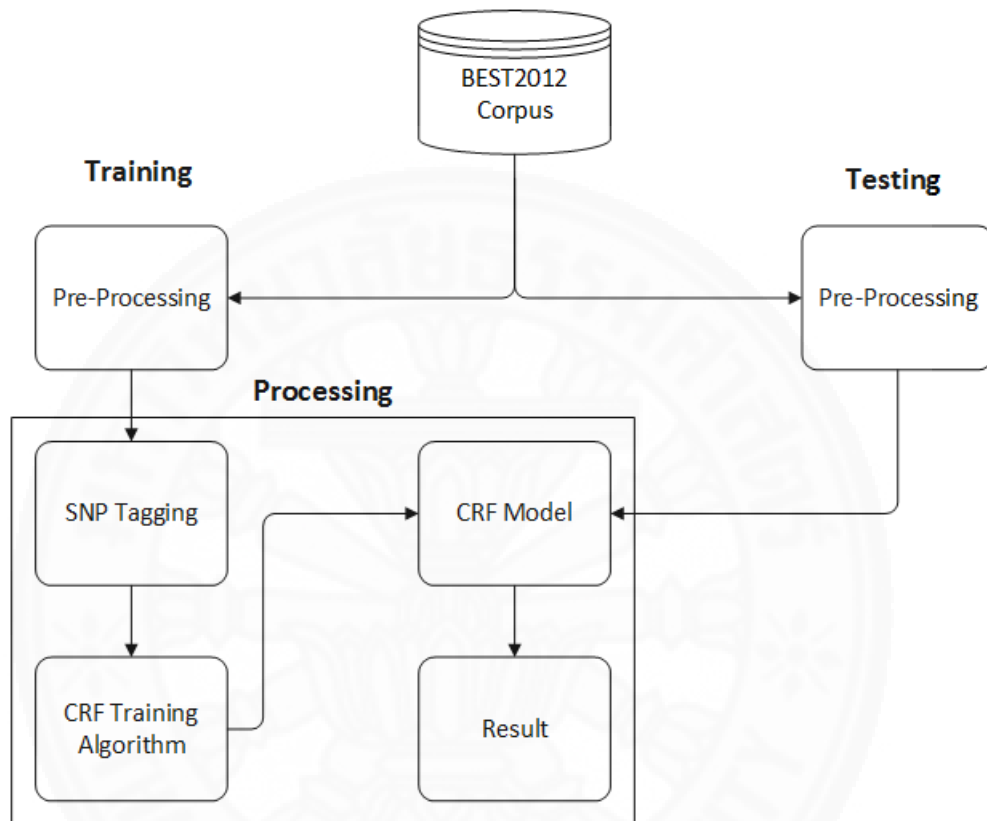 BEST2012
Corpus
Training
Testing
Pre-Processing
Pre-Processing
Processing
SNP Tagging
CRF Model
CRF Training
Algorithm
Result